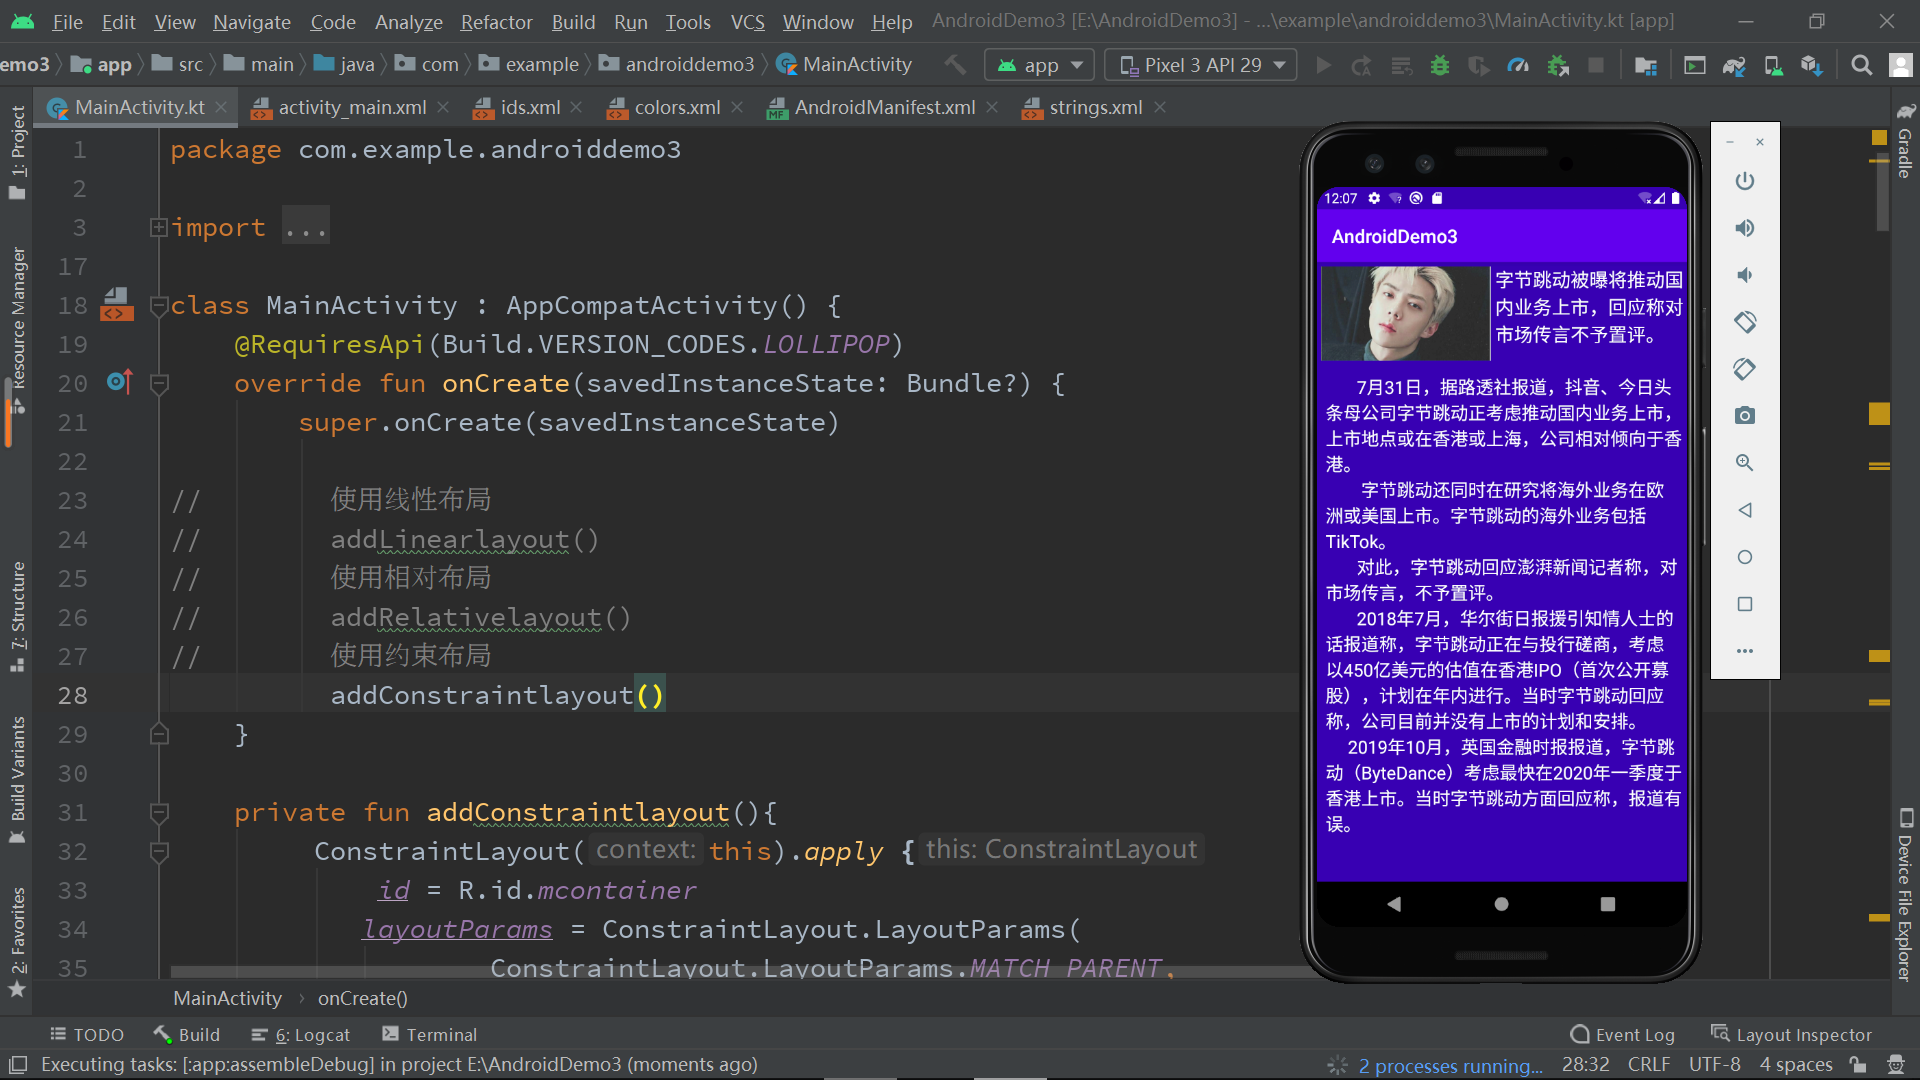 File Edit View Navigate Code Analyze Refactor Build Run Tools VCS Window Help AndroidDemo3 [E:\AndroidDemo3] - ...\example\androiddemo3\MainActivity.kt [app]
emo3 app src main java com example androiddemo3 MainActivity app Pixel 3 API 29
MainActivity.kt activity_main.xml ids.xml colors.xml AndroidManifest.xml strings.xml
1: Project
Resource Manager
7: Structure
Build Variants
2: Favorites
1 package com.example.androiddemo3
2
3 import ...
17
18 class MainActivity : AppCompatActivity() {
19 @RequiresApi(Build.VERSION_CODES.LOLLIPOP)
20 override fun onCreate(savedInstanceState: Bundle?) {
21 super.onCreate(savedInstanceState)
22
23 // 使用线性布局
24 // addLinearlayout()
25 // 使用相对布局
26 // addRelativelayout()
27 // 使用约束布局
28 addConstraintlayout()
29 }
30
31 private fun addConstraintlayout(){
32 ConstraintLayout( context: this).apply { this: ConstraintLayout
33 id = R.id.mcontainer
34 layoutParams = ConstraintLayout.LayoutParams(
35 ConstraintLayout.LayoutParams.MATCH_PARENT,
12:07
AndroidDemo3
字节跳动被曝将推动国
内业务上市，回应称对
市场传言不予置评。
7月31日，据路透社报道，抖音、今日头
条母公司字节跳动正考虑推动国内业务上市，
上市地点或在香港或上海，公司相对倾向于香
港。
字节跳动还同时在研究将海外业务在欧
洲或美国上市。字节跳动的海外业务包括
TikTok。
对此，字节跳动回应澎湃新闻记者称，对
市场传言，不予置评。
2018年7月，华尔街日报援引知情人士的
话报道称，字节跳动正在与投行磋商，考虑
以450亿美元的估值在香港IPO（首次公开募
股），计划在年内进行。当时字节跳动回应
称，公司目前并没有上市的计划和安排。
2019年10月，英国金融时报报道，字节跳
动（ByteDance）考虑最快在2020年一季度于
香港上市。当时字节跳动方面回应称，报道有
误。
Gradle
Device File Explorer
MainActivity › onCreate()
TODO Build 6: Logcat Terminal Event Log Layout Inspector
Executing tasks: [:app:assembleDebug] in project E:\AndroidDemo3 (moments ago) 2 processes running... 28:32 CRLF UTF-8 4 spaces